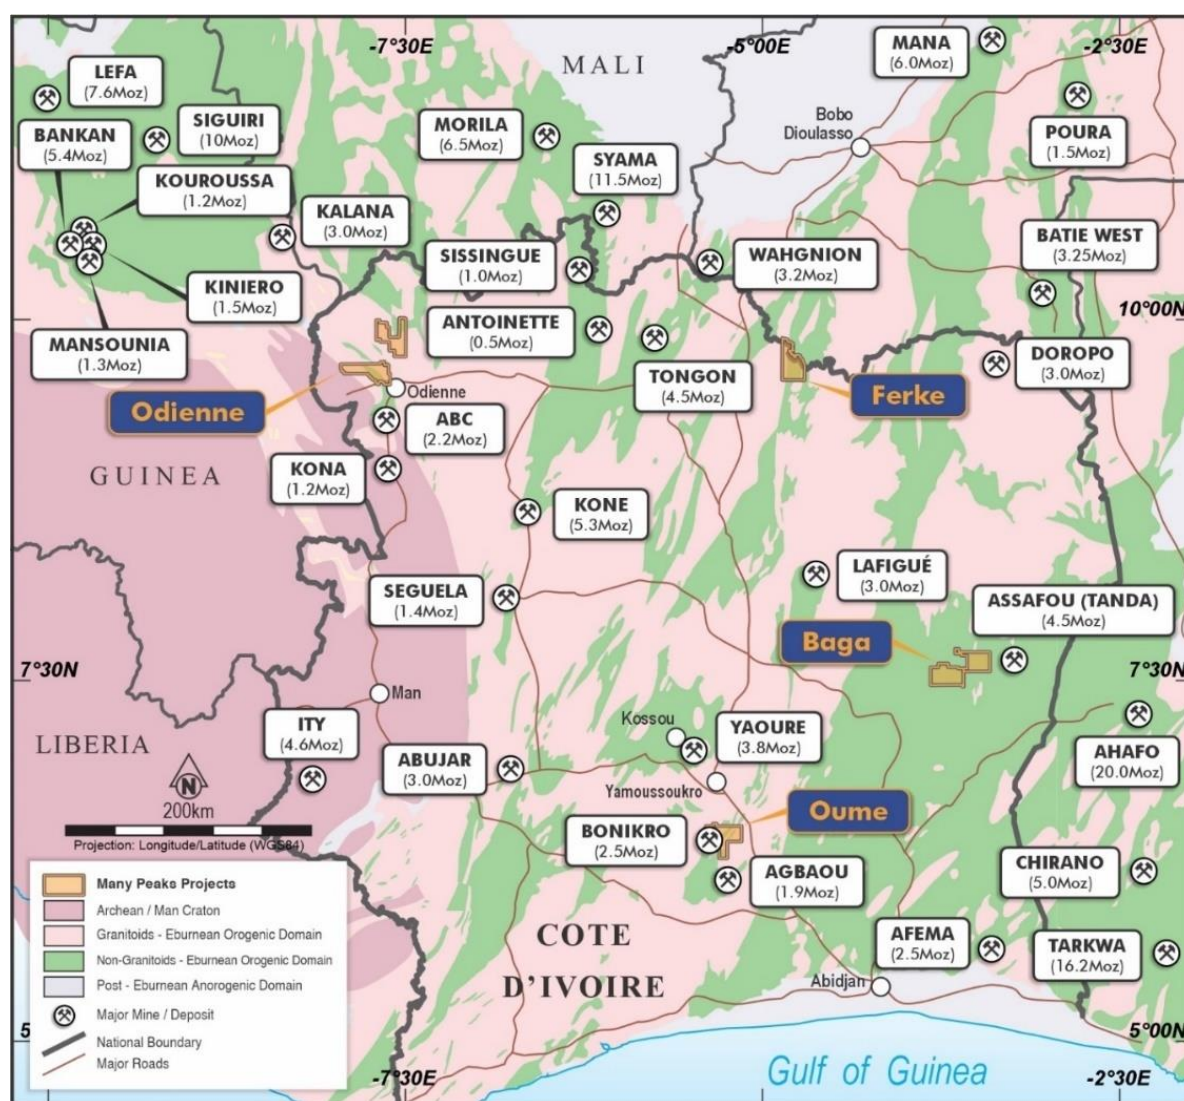 -7°30E
-5°00E
-2°30E
MALI
MANA
(6.0Moz)
LEFA
(7.6Moz)
BANKAN
(5.4Moz)
SIGUIRI
(10Moz)
MORILA
(6.5Moz)
Bobo
Dioulasso
POURA
(1.5Moz)
SYAMA
(11.5Moz)
KOUROUSSA
(1.2Moz)
KALANA
(3.0Moz)
SISSINGUE
(1.0Moz)
WAHGNION
(3.2Moz)
BATIE WEST
(3.25Moz)
KINIERO
(1.5Moz)
10°00N
MANSOUNIA
(1.3Moz)
ANTOINETTE
(0.5Moz)
TONGON
(4.5Moz)
DOROPO
(3.0Moz)
Odienne
Odienne
Ferke
ABC
(2.2Moz)
GUINEA
KONA
(1.2Moz)
KONE
(5.3Moz)
LAFIGUÉ
(3.0Moz)
SEGUELA
(1.4Moz)
ASSAFOU (TANDA)
(4.5Moz)
Baga
7°30N
7°30N
Man
ITY
(4.6Moz)
Kossou
YAOURE
(3.8Moz)
LIBERIA
ABUJAR
(3.0Moz)
AHAFO
(20.0Moz)
N
200km
Yamoussoukro
Oume
Projection: Longitude/Latitude (WGS84)
BONIKRO
(2.5Moz)
AGBAOU
(1.9Moz)
CHIRANO
(5.0Moz)
COTE
D'IVOIRE
AFEMA
(2.5Moz)
TARKWA
(16.2Moz)
Abidjan
Many Peaks Projects
Archean / Man Craton
Granitoids - Eburnean Orogenic Domain
Non-Granitoids - Eburnean Orogenic Domain
Post - Eburnean Anorogenic Domain
Major Mine / Deposit
National Boundary
Major Roads
5°00N
Gulf of Guinea
-7°30E
-2°30E